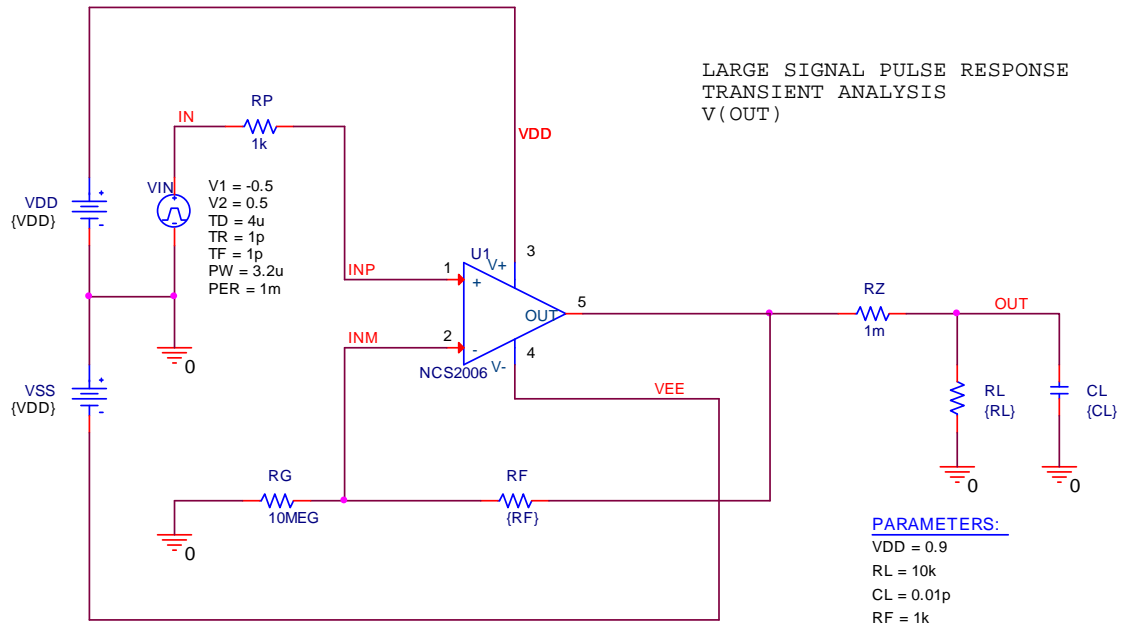 LARGE SIGNAL PULSE RESPONSE
TRANSIENT ANALYSIS
V(OUT)
RP
IN
1k
VDD
VIN
V1 = -0.5
V2 = 0.5
TD = 4u
TR = 1p
TF = 1p
PW = 3.2u
PER = 1m
VDD
{VDD}
+
-
+
-
U1
3
V+
INP
1
+
5
OUT
RZ
1m
OUT
INM
2
-
4
V-
NCS2006
0
VSS
{VDD}
+
-
VEE
RL
{RL}
CL
{CL}
RG
10MEG
RF
{RF}
0
0
0
PARAMETERS:
VDD = 0.9
RL = 10k
CL = 0.01p
RF = 1k